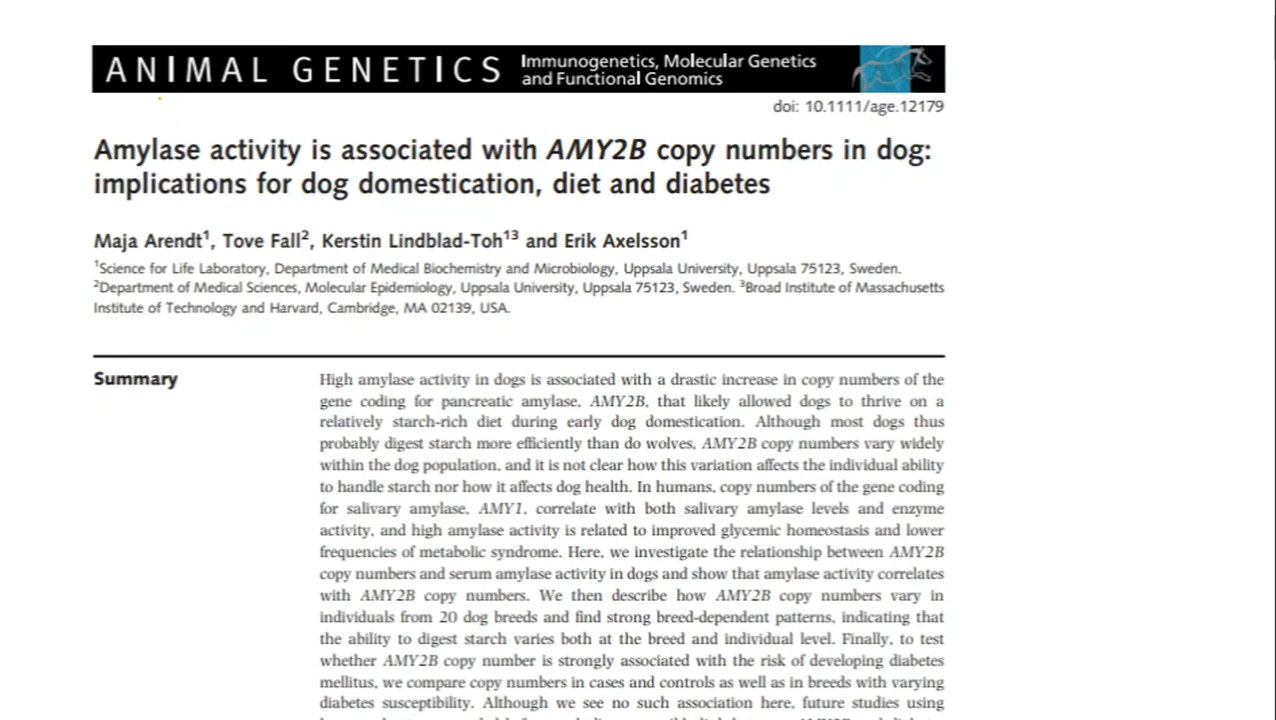 ANIMAL GENETICS Immunogenetics, Molecular Genetics
and Functional Genomics
doi: 10.1111/age.12179
Amylase activity is associated with AMY2B copy numbers in dog:
implications for dog domestication, diet and diabetes
Maja Arendt¹, Tove Fall², Kerstin Lindblad-Toh¹³ and Erik Axelsson¹
¹Science for Life Laboratory, Department of Medical Biochemistry and Microbiology, Uppsala University, Uppsala 75123, Sweden.
²Department of Medical Sciences, Molecular Epidemiology, Uppsala University, Uppsala 75123, Sweden. ³Broad Institute of Massachusetts
Institute of Technology and Harvard, Cambridge, MA 02139, USA.
Summary
High amylase activity in dogs is associated with a drastic increase in copy numbers of the
gene coding for pancreatic amylase, AMY2B, that likely allowed dogs to thrive on a
relatively starch-rich diet during early dog domestication. Although most dogs thus
probably digest starch more efficiently than do wolves, AMY2B copy numbers vary widely
within the dog population, and it is not clear how this variation affects the individual ability
to handle starch nor how it affects dog health. In humans, copy numbers of the gene coding
for salivary amylase, AMY1, correlate with both salivary amylase levels and enzyme
activity, and high amylase activity is related to improved glycemic homeostasis and lower
frequencies of metabolic syndrome. Here, we investigate the relationship between AMY2B
copy numbers and serum amylase activity in dogs and show that amylase activity correlates
with AMY2B copy numbers. We then describe how AMY2B copy numbers vary in
individuals from 20 dog breeds and find strong breed-dependent patterns, indicating that
the ability to digest starch varies both at the breed and individual level. Finally, to test
whether AMY2B copy number is strongly associated with the risk of developing diabetes
mellitus, we compare copy numbers in cases and controls as well as in breeds with varying
diabetes susceptibility. Although we see no such association here, future studies using